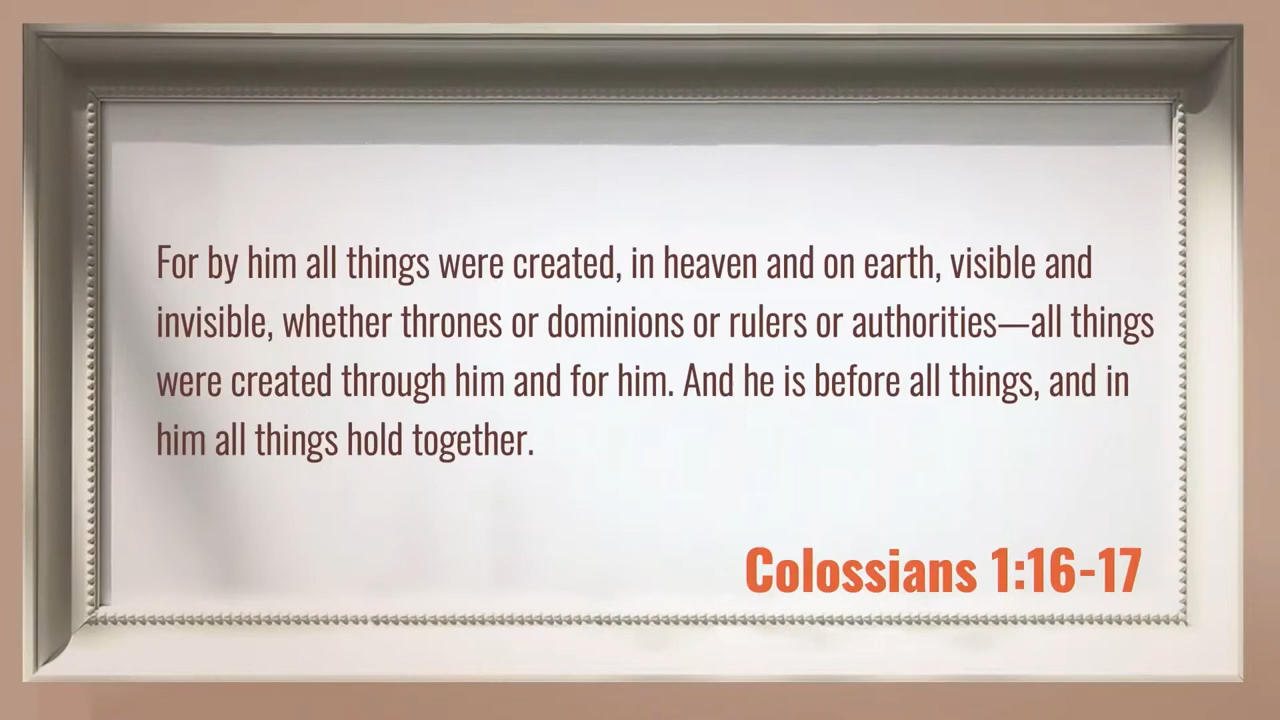 For by him all things were created, in heaven and on earth, visible and
invisible, whether thrones or dominions or rulers or authorities—all things
were created through him and for him. And he is before all things, and in
him all things hold together.
Colossians 1:16-17